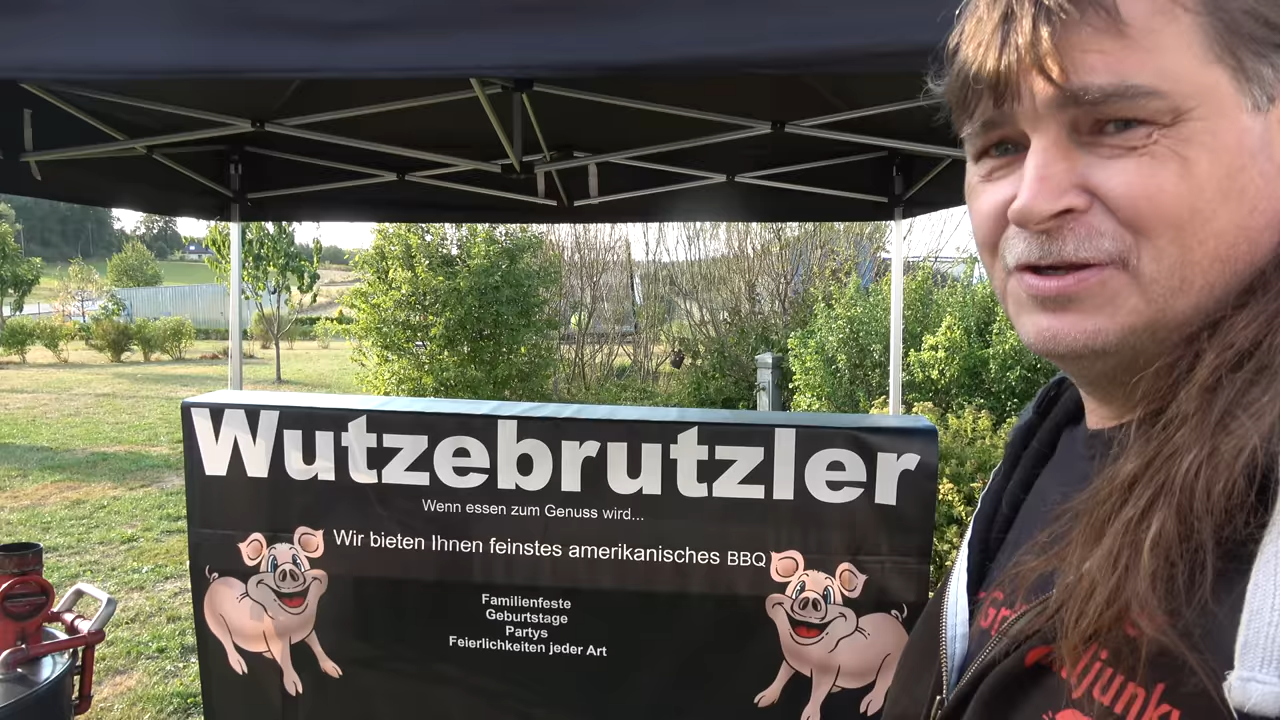 Wutzebrutzler
Wenn essen zum Genuss wird...
Wir bieten Ihnen feinstes amerikanisches BBQ
Familienfeste
Geburtstage
Partys
Feierlichkeiten jeder Art